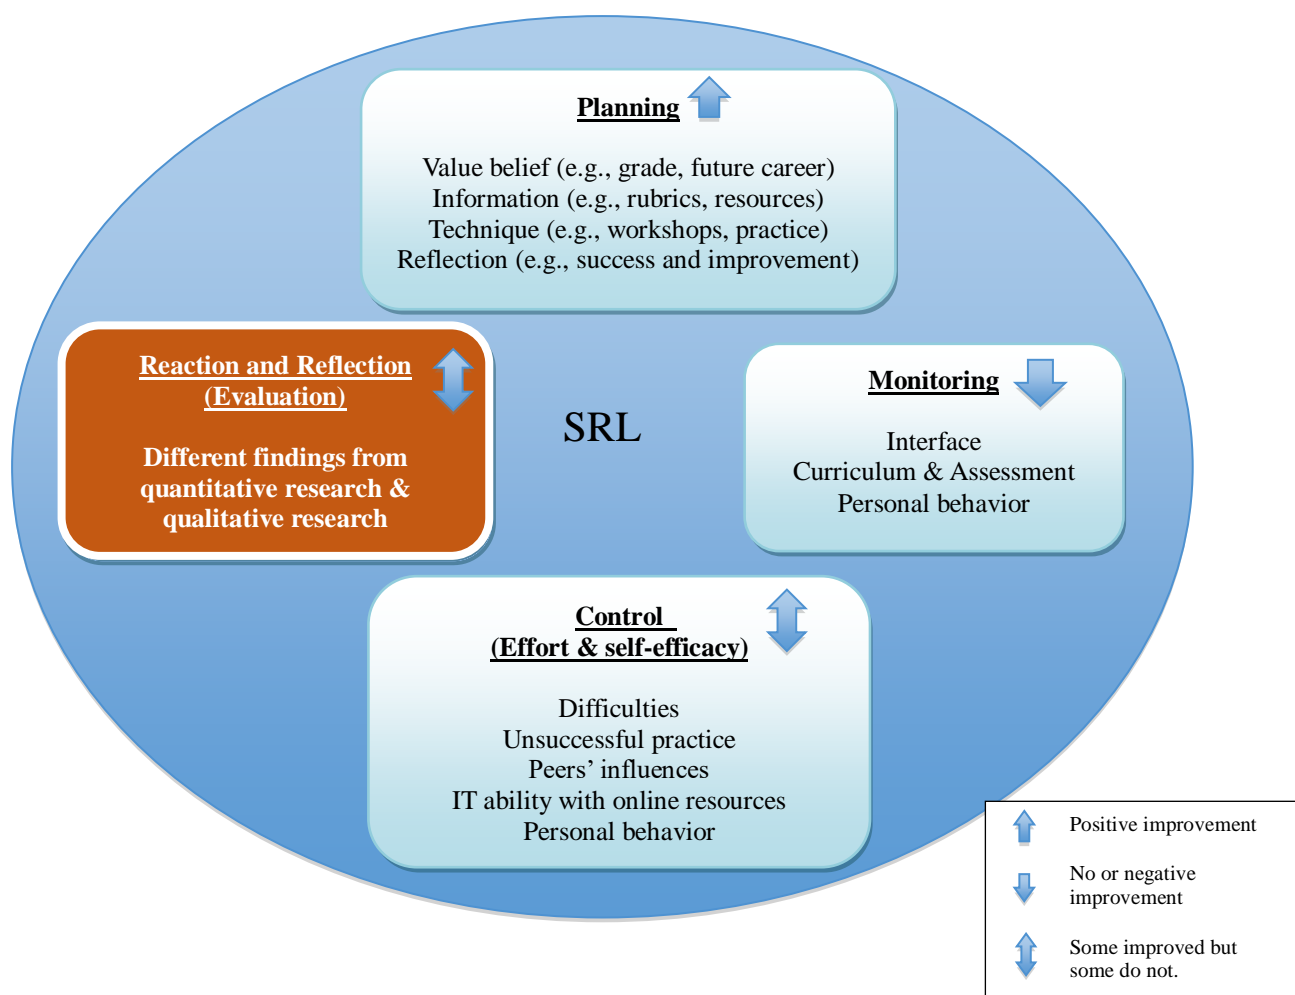 Planning
Value belief (e.g., grade, future career)
Information (e.g., rubrics, resources)
Technique (e.g., workshops, practice)
Reflection (e.g., success and improvement)
Reaction and Reflection
(Evaluation)
Different findings from
quantitative research &
qualitative research
SRL
Monitoring
Interface
Curriculum & Assessment
Personal behavior
Control
(Effort & self-efficacy)
Difficulties
Unsuccessful practice
Peers’ influences
IT ability with online resources
Personal behavior
Positive improvement
No or negative
improvement
Some improved but
some do not.